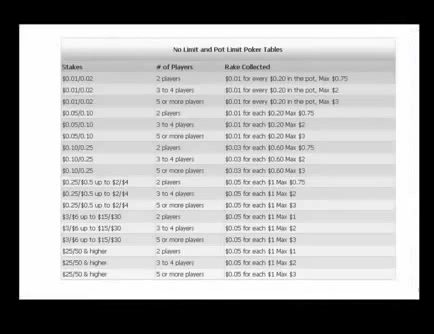 No Limit and Pot Limit Poker Tables
Stakes # of Players Rake Collected
$0.01/0.02 2 players $0.01 for every $0.20 in the pot, Max $0.75
$0.01/0.02 3 to 4 players $0.01 for every $0.20 in the pot, Max $2
$0.01/0.02 5 or more players $0.01 for every $0.20 in the pot, Max $3
$0.05/0.10 2 players $0.01 for each $0.20 Max $0.75
$0.05/0.10 3 to 4 players $0.01 for each $0.20 Max $2
$0.05/0.10 5 or more players $0.01 for each $0.20 Max $3
$0.10/0.25 2 players $0.03 for each $0.60 Max $0.75
$0.10/0.25 3 to 4 players $0.03 for each $0.60 Max $2
$0.10/0.25 5 or more players $0.03 for each $0.60 Max $3
$0.25/$0.5 up to $2/$4 2 players $0.05 for each $1 Max $0.75
$0.25/$0.5 up to $2/$4 3 to 4 players $0.05 for each $1 Max $2
$0.25/$0.5 up to $2/$4 5 or more players $0.05 for each $1 Max $3
$3/$6 up to $15/$30 2 players $0.05 for each $1 Max $1
$3/$6 up to $15/$30 3 to 4 players $0.05 for each $1 Max $2
$3/$6 up to $15/$30 5 or more players $0.05 for each $1 Max $3
$25/50 & higher 2 players $0.05 for each $1 Max $1
$25/50 & higher 3 to 4 players $0.05 for each $1 Max $2
$25/50 & higher 5 or more players $0.05 for each $1 Max $3